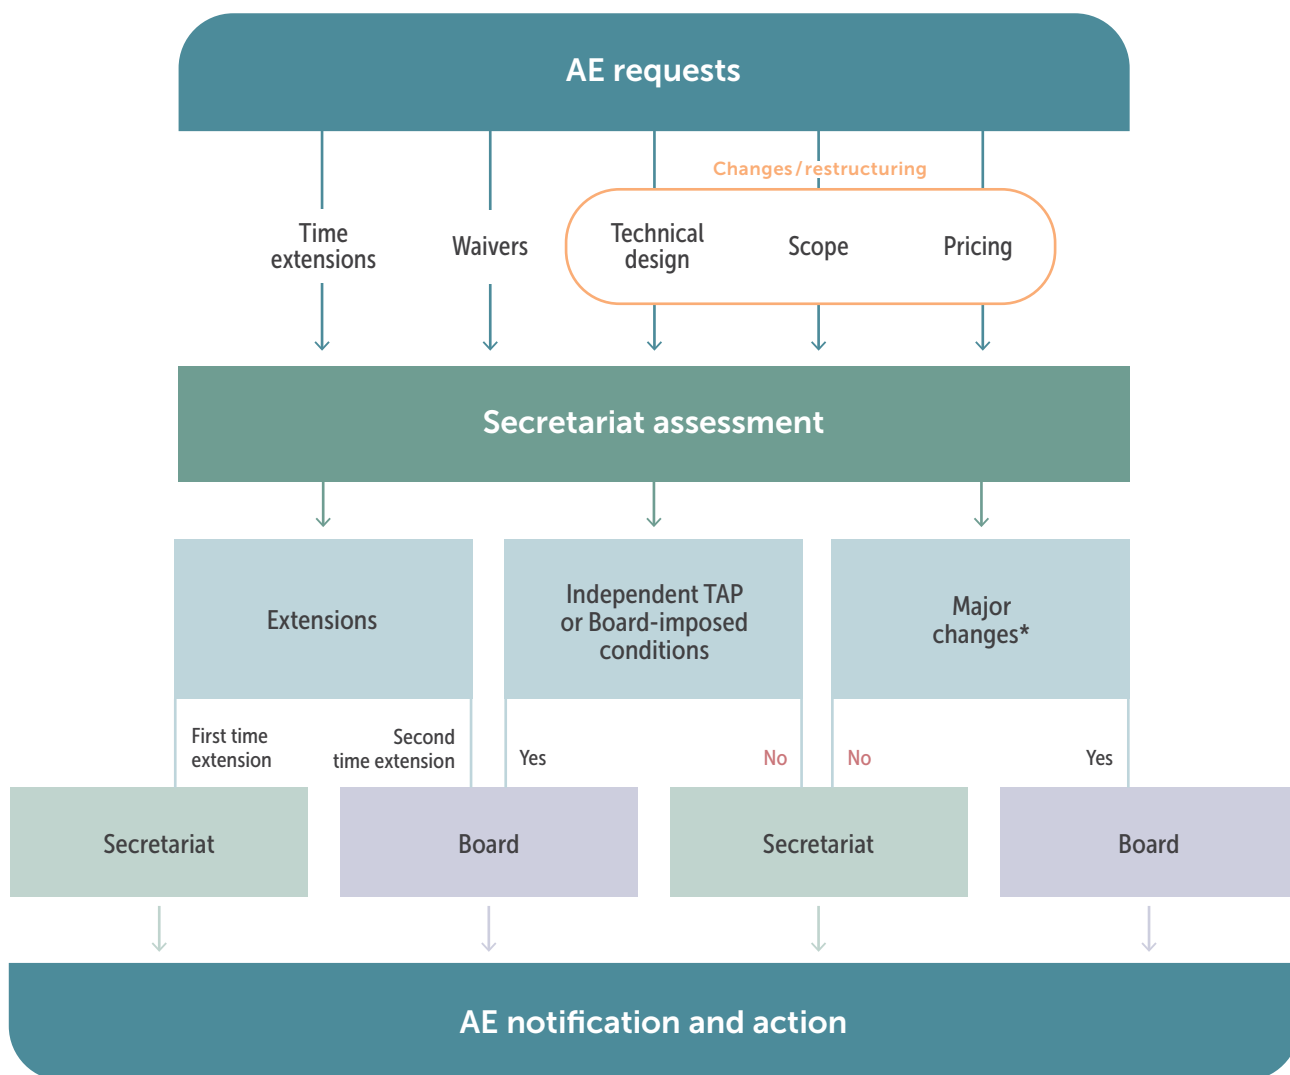 AE requests
Changes/restructuring
Time
extensions
Waivers
Technical
design
Scope
Pricing
Secretariat assessment
Extensions
Independent TAP
or Board-imposed
conditions
Major
changes*
First time
extension
Second
time extension
Yes
No
No
Yes
Secretariat
Board
Secretariat
Board
AE notification and action